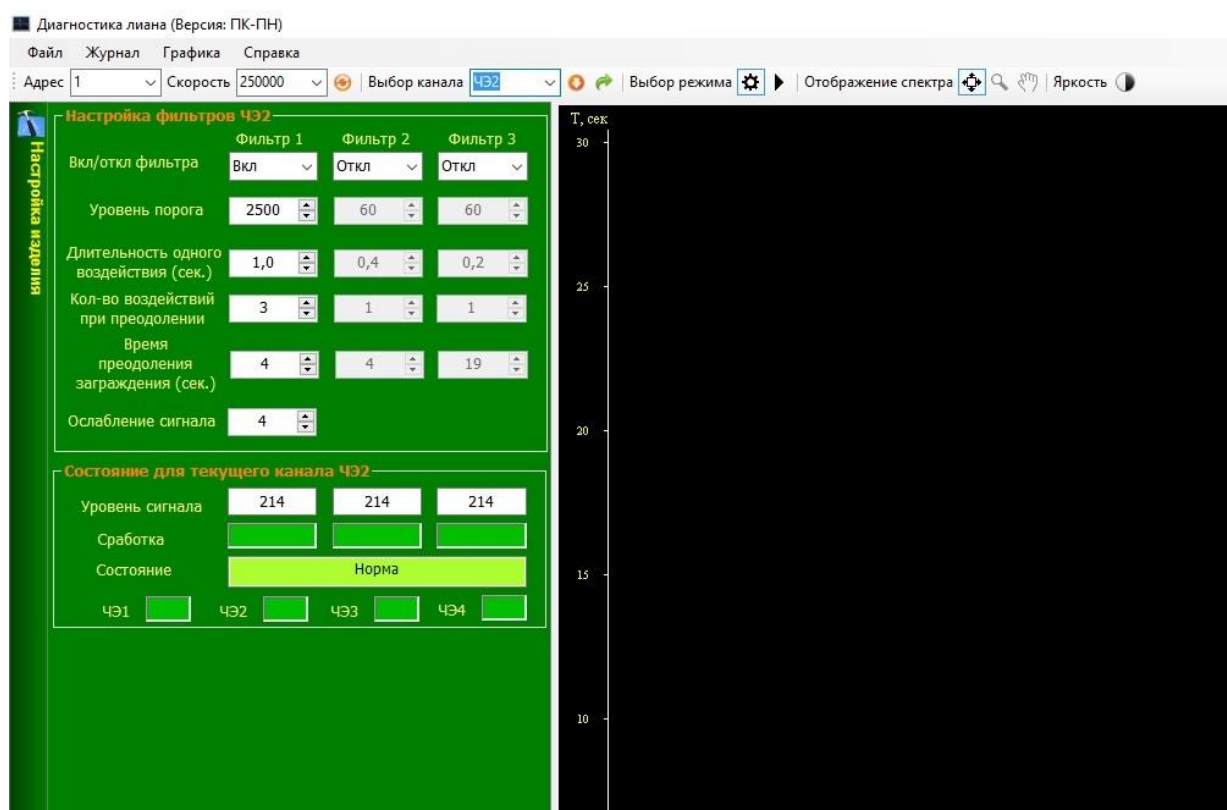 Диагностика лиана (Версия: ПК-ПН)
Файл Журнал Графика Справка
Адрес 1 Скорость 250000 Выбор канала ЧЭ2 Выбор режима Отображение спектра Яркость
Настройка изделия
Настройка фильтров ЧЭ2
Фильтр 1 Фильтр 2 Фильтр 3
Вкл/откл фильтра Вкл Откл Откл
Уровень порога 2500 60 60
Длительность одного
воздействия (сек.) 1,0 0,4 0,2
Кол-во воздействий
при преодолении 3 1 1
Время
преодоления 4 4 19
заграждения (сек.)
Ослабление сигнала 4
Состояние для текущего канала ЧЭ2
Уровень сигнала 214 214 214
Сработка
Состояние Норма
ЧЭ1 ЧЭ2 ЧЭ3 ЧЭ4
T, сек
30
25
20
15
10